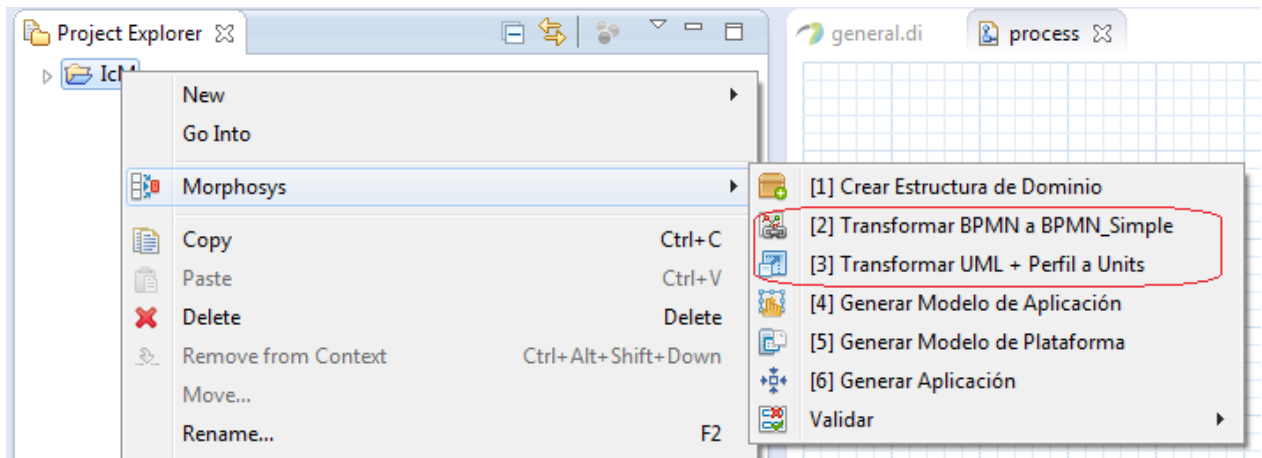 Project Explorer
general.di
process
New
Go Into
Morphosys
[1] Crear Estructura de Dominio
[2] Transformar BPMN a BPMN_Simple
Copy Ctrl+C
[3] Transformar UML + Perfil a Units
Paste Ctrl+V
[4] Generar Modelo de Aplicación
Delete Delete
[5] Generar Modelo de Plataforma
Remove from Context Ctrl+Alt+Shift+Down
[6] Generar Aplicación
Move...
Validar
Rename... F2